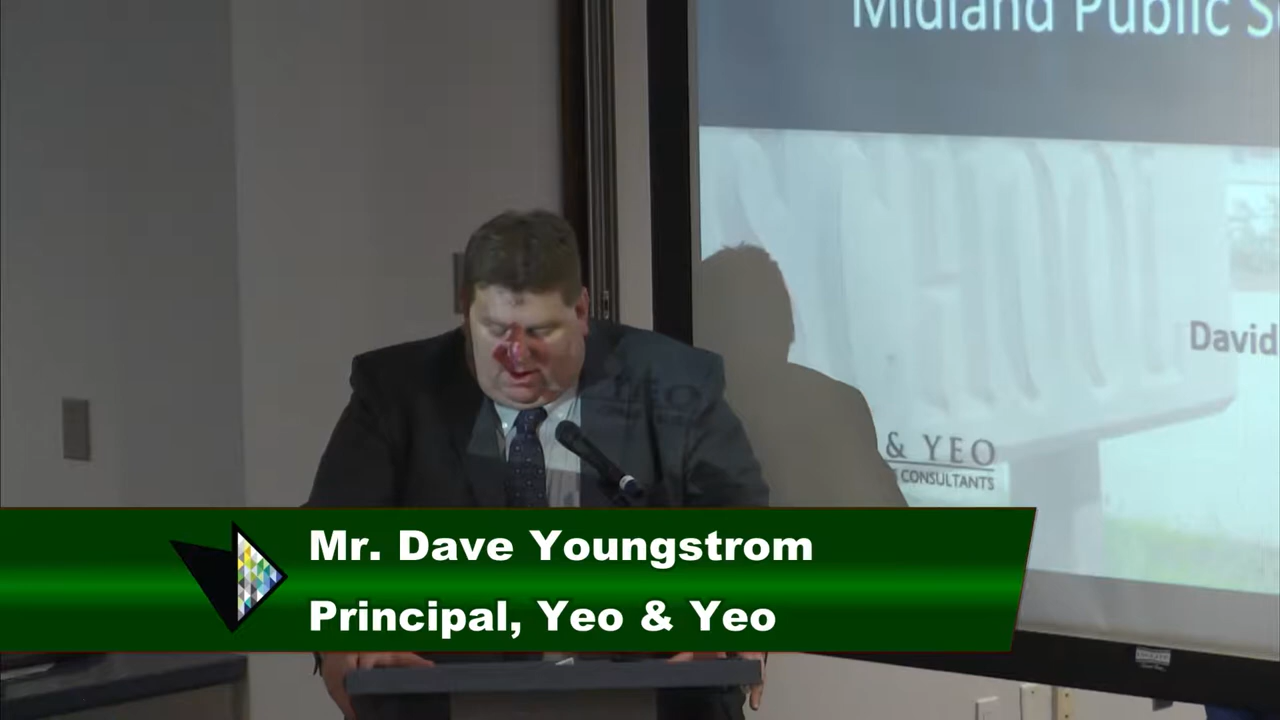 Midland Public S
David
& YEO
CONSULTANTS
Mr. Dave Youngstrom
Principal, Yeo & Yeo